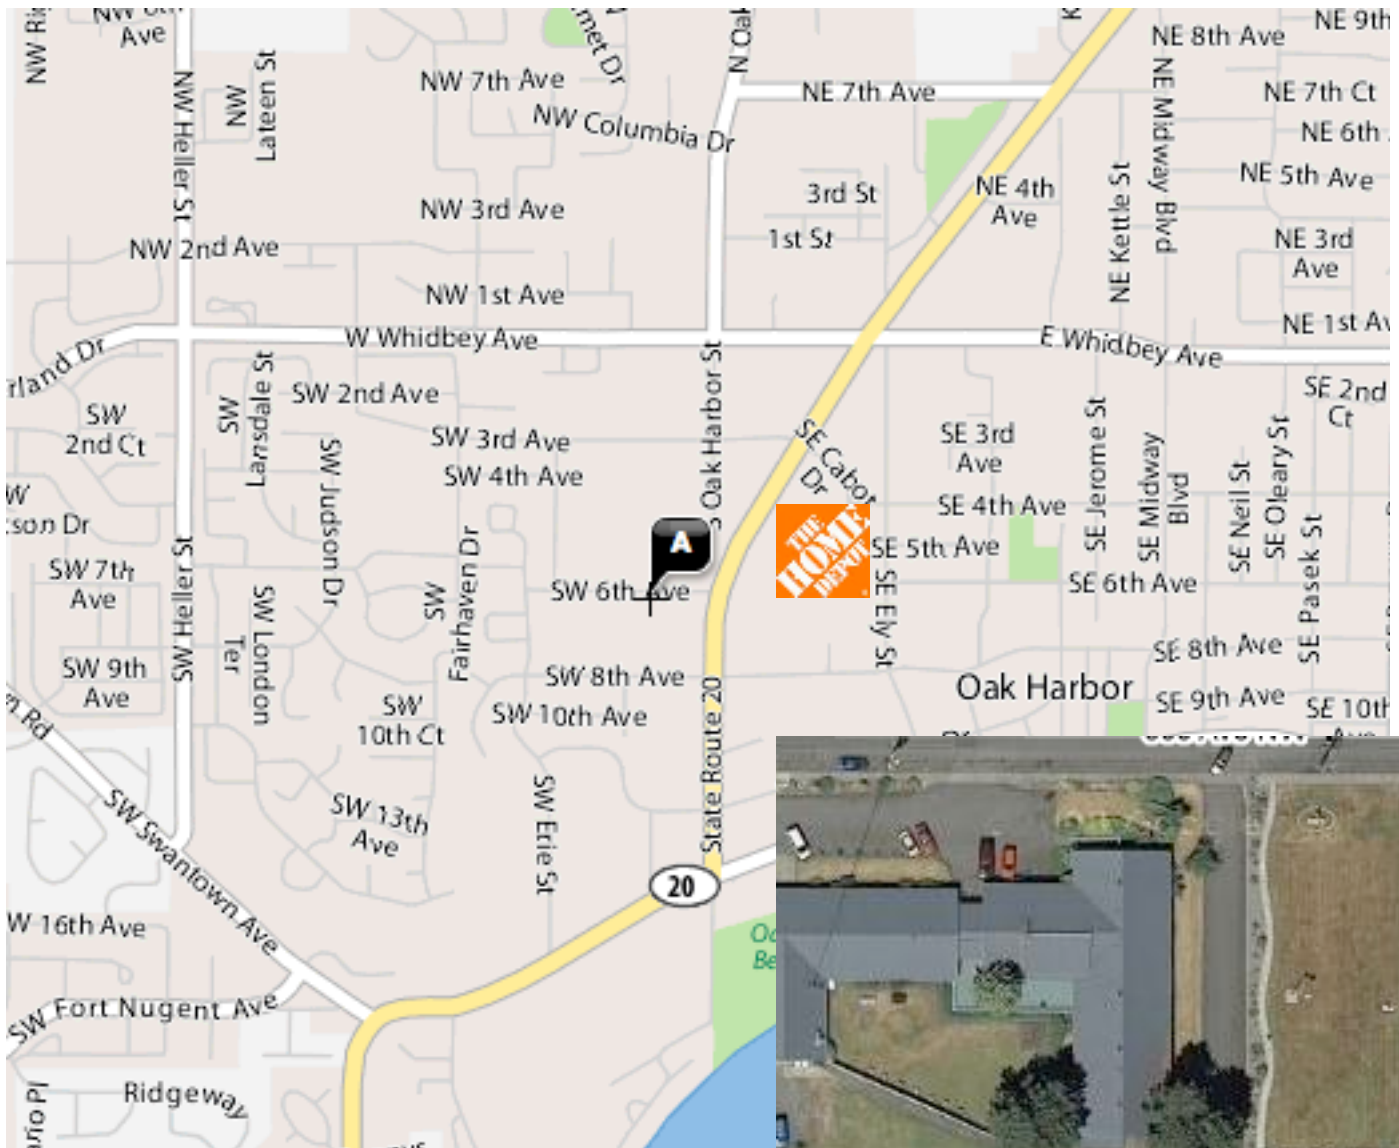 Ave
NE 9th
NE 8th Ave
NW 7th Ave
NE 7th Ave
NE 7th Ct
NW
Lateen St
NW Heller St
NE Midway Blvd
NW Columbia Dr
NE 6th
NE 5th Ave
NE 4th
Ave
3rd St
NW 3rd Ave
NE Kettle St
1st St
NE 3rd
Ave
NW 2nd Ave
NW 1st Ave
W Whidbey Ave
E Whidbey Ave
SW
Lansdale St
SW 2nd Ave
SW
2nd Ct
SE 2nd
Ct
SW 3rd Ave
S Oak Harbor St
SE Cabot
Dr
SE 3rd
Ave
SE Jerome St
SE Midway
Blvd
SE Neil St
SE Oleary St
SW 4th Ave
SE 4th Ave
SW Judson Dr
A
THE
HOME
DEPOT
SE 5th Ave
SW 7th
Ave
SW Heller St
SW
Fairhaven Dr
SW 6th Ave
SE Ely St
SE 6th Ave
SE Pasek St
SW London
Ter
SW 9th
Ave
SW 8th Ave
SE 8th Ave
Oak Harbor
SE 9th Ave
SE 10th
Ave
SW
10th Ct
SW 10th Ave
State Route 20
SW Erie St
SW 13th
Ave
SW Swantown Ave
20
W 16th Ave
SW Fort Nugent Ave
Ridgeway